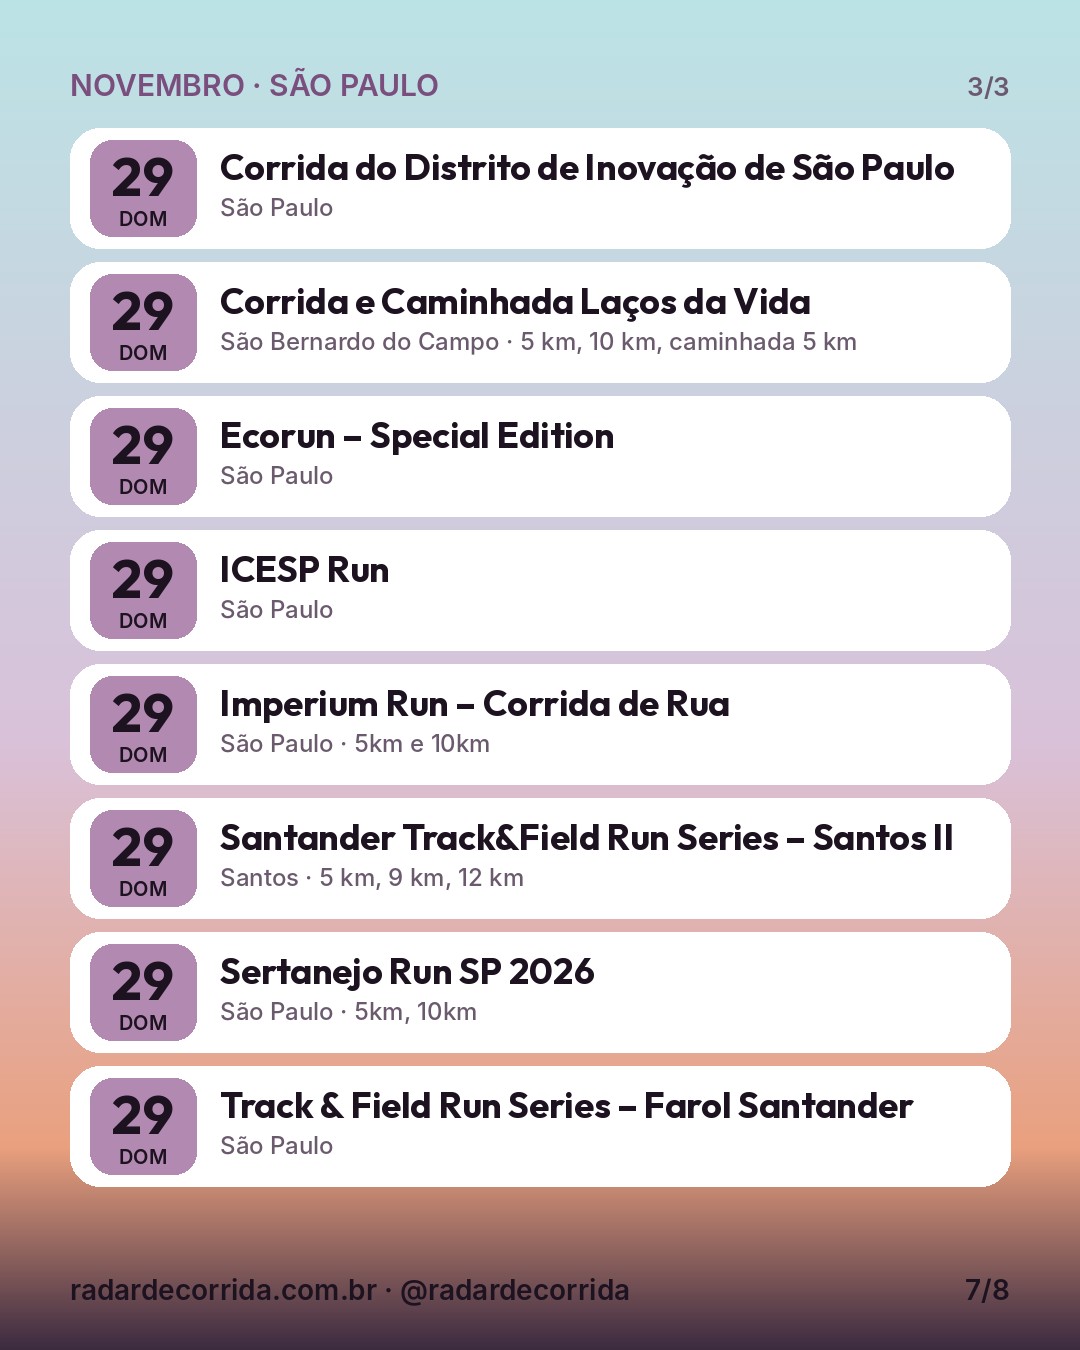 NOVEMBRO · SÃO PAULO
3/3
29
DOM
Corrida do Distrito de Inovação de São Paulo
São Paulo
29
DOM
Corrida e Caminhada Laços da Vida
São Bernardo do Campo · 5 km, 10 km, caminhada 5 km
29
DOM
Ecorun – Special Edition
São Paulo
29
DOM
ICESP Run
São Paulo
29
DOM
Imperium Run – Corrida de Rua
São Paulo · 5km e 10km
29
DOM
Santander Track&Field Run Series – Santos II
Santos · 5 km, 9 km, 12 km
29
DOM
Sertanejo Run SP 2026
São Paulo · 5km, 10km
29
DOM
Track & Field Run Series – Farol Santander
São Paulo
radardecorrida.com.br · @radardecorrida
7/8